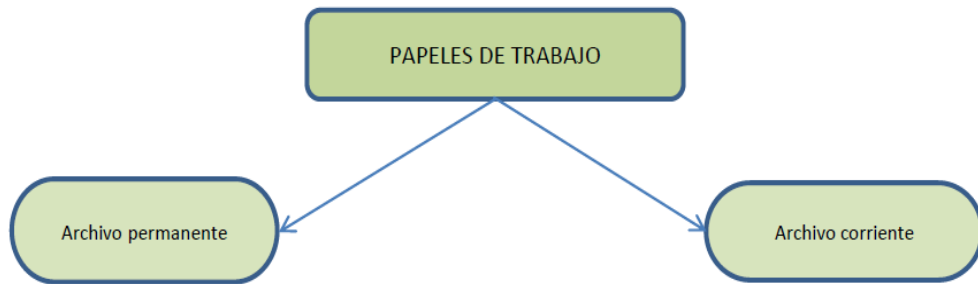 PAPELES DE TRABAJO
Archivo permanente
Archivo corriente